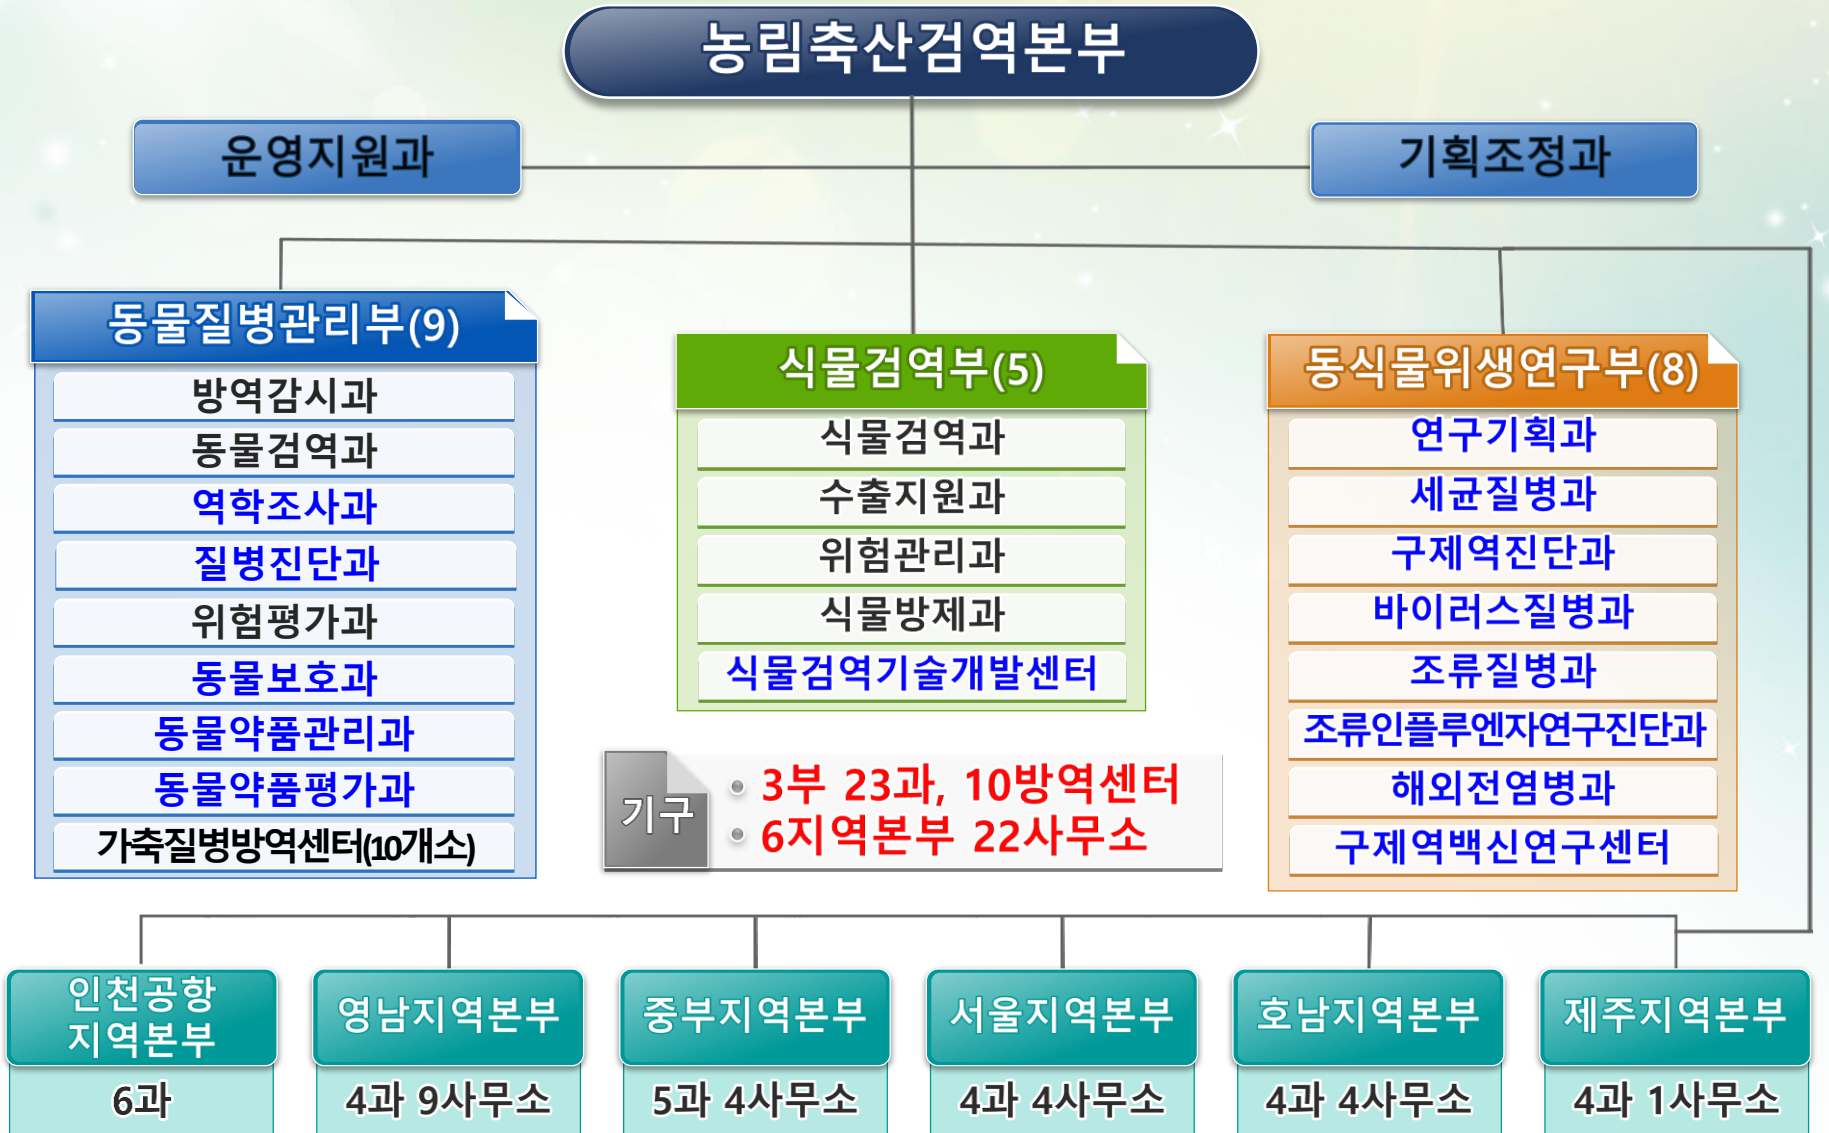 농림축산검역본부
운영지원과
기획조정과
동물질병관리부(9)
방역감시과
동물검역과
역학조사과
질병진단과
위험평가과
동물보호과
동물약품관리과
동물약품평가과
가축질병방역센터(10개소)
식물검역부(5)
식물검역과
수출지원과
위험관리과
식물방제과
식물검역기술개발센터
동식물위생연구부(8)
연구기획과
세균질병과
구제역진단과
바이러스질병과
조류질병과
조류인플루엔자연구진단과
해외전염병과
구제역백신연구센터
기구
• 3부 23과, 10방역센터
• 6지역본부 22사무소
인천공항
지역본부
6과
영남지역본부
4과 9사무소
중부지역본부
5과 4사무소
서울지역본부
4과 4사무소
호남지역본부
4과 4사무소
제주지역본부
4과 1사무소